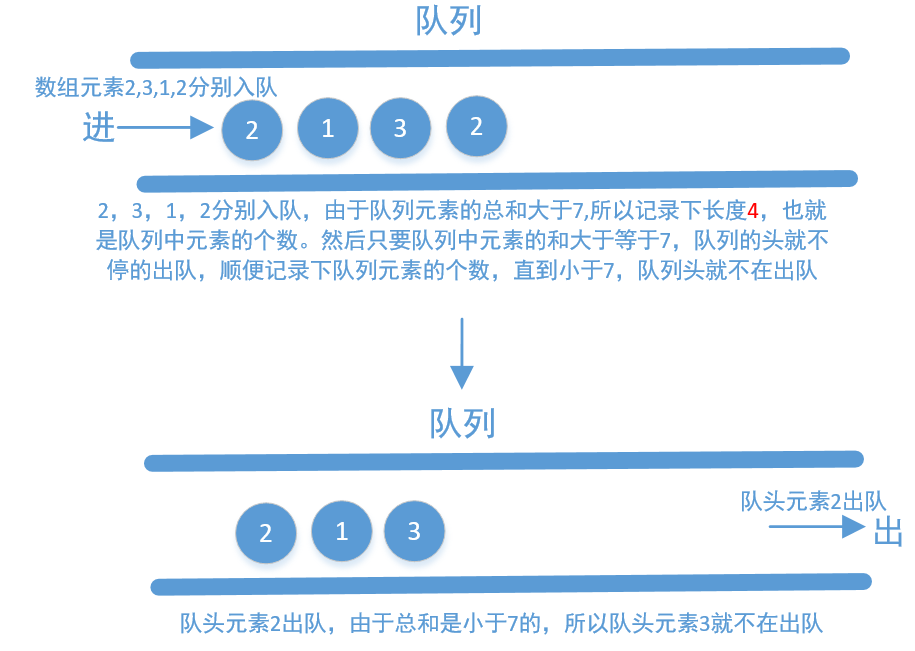 队列
数组元素2,3,1,2分别入队
进
2 1 3 2
2，3，1，2分别入队，由于队列元素的总和大于7,所以记录下长度4，也就
是队列中元素的个数。然后只要队列中元素的和大于等于7，队列的头就不
停的出队，顺便记录下队列元素的个数，直到小于7，队列头就不在出队
队列
队头元素2出队
2 1 3
出
队头元素2出队，由于总和是小于7的，所以队头元素3就不在出队